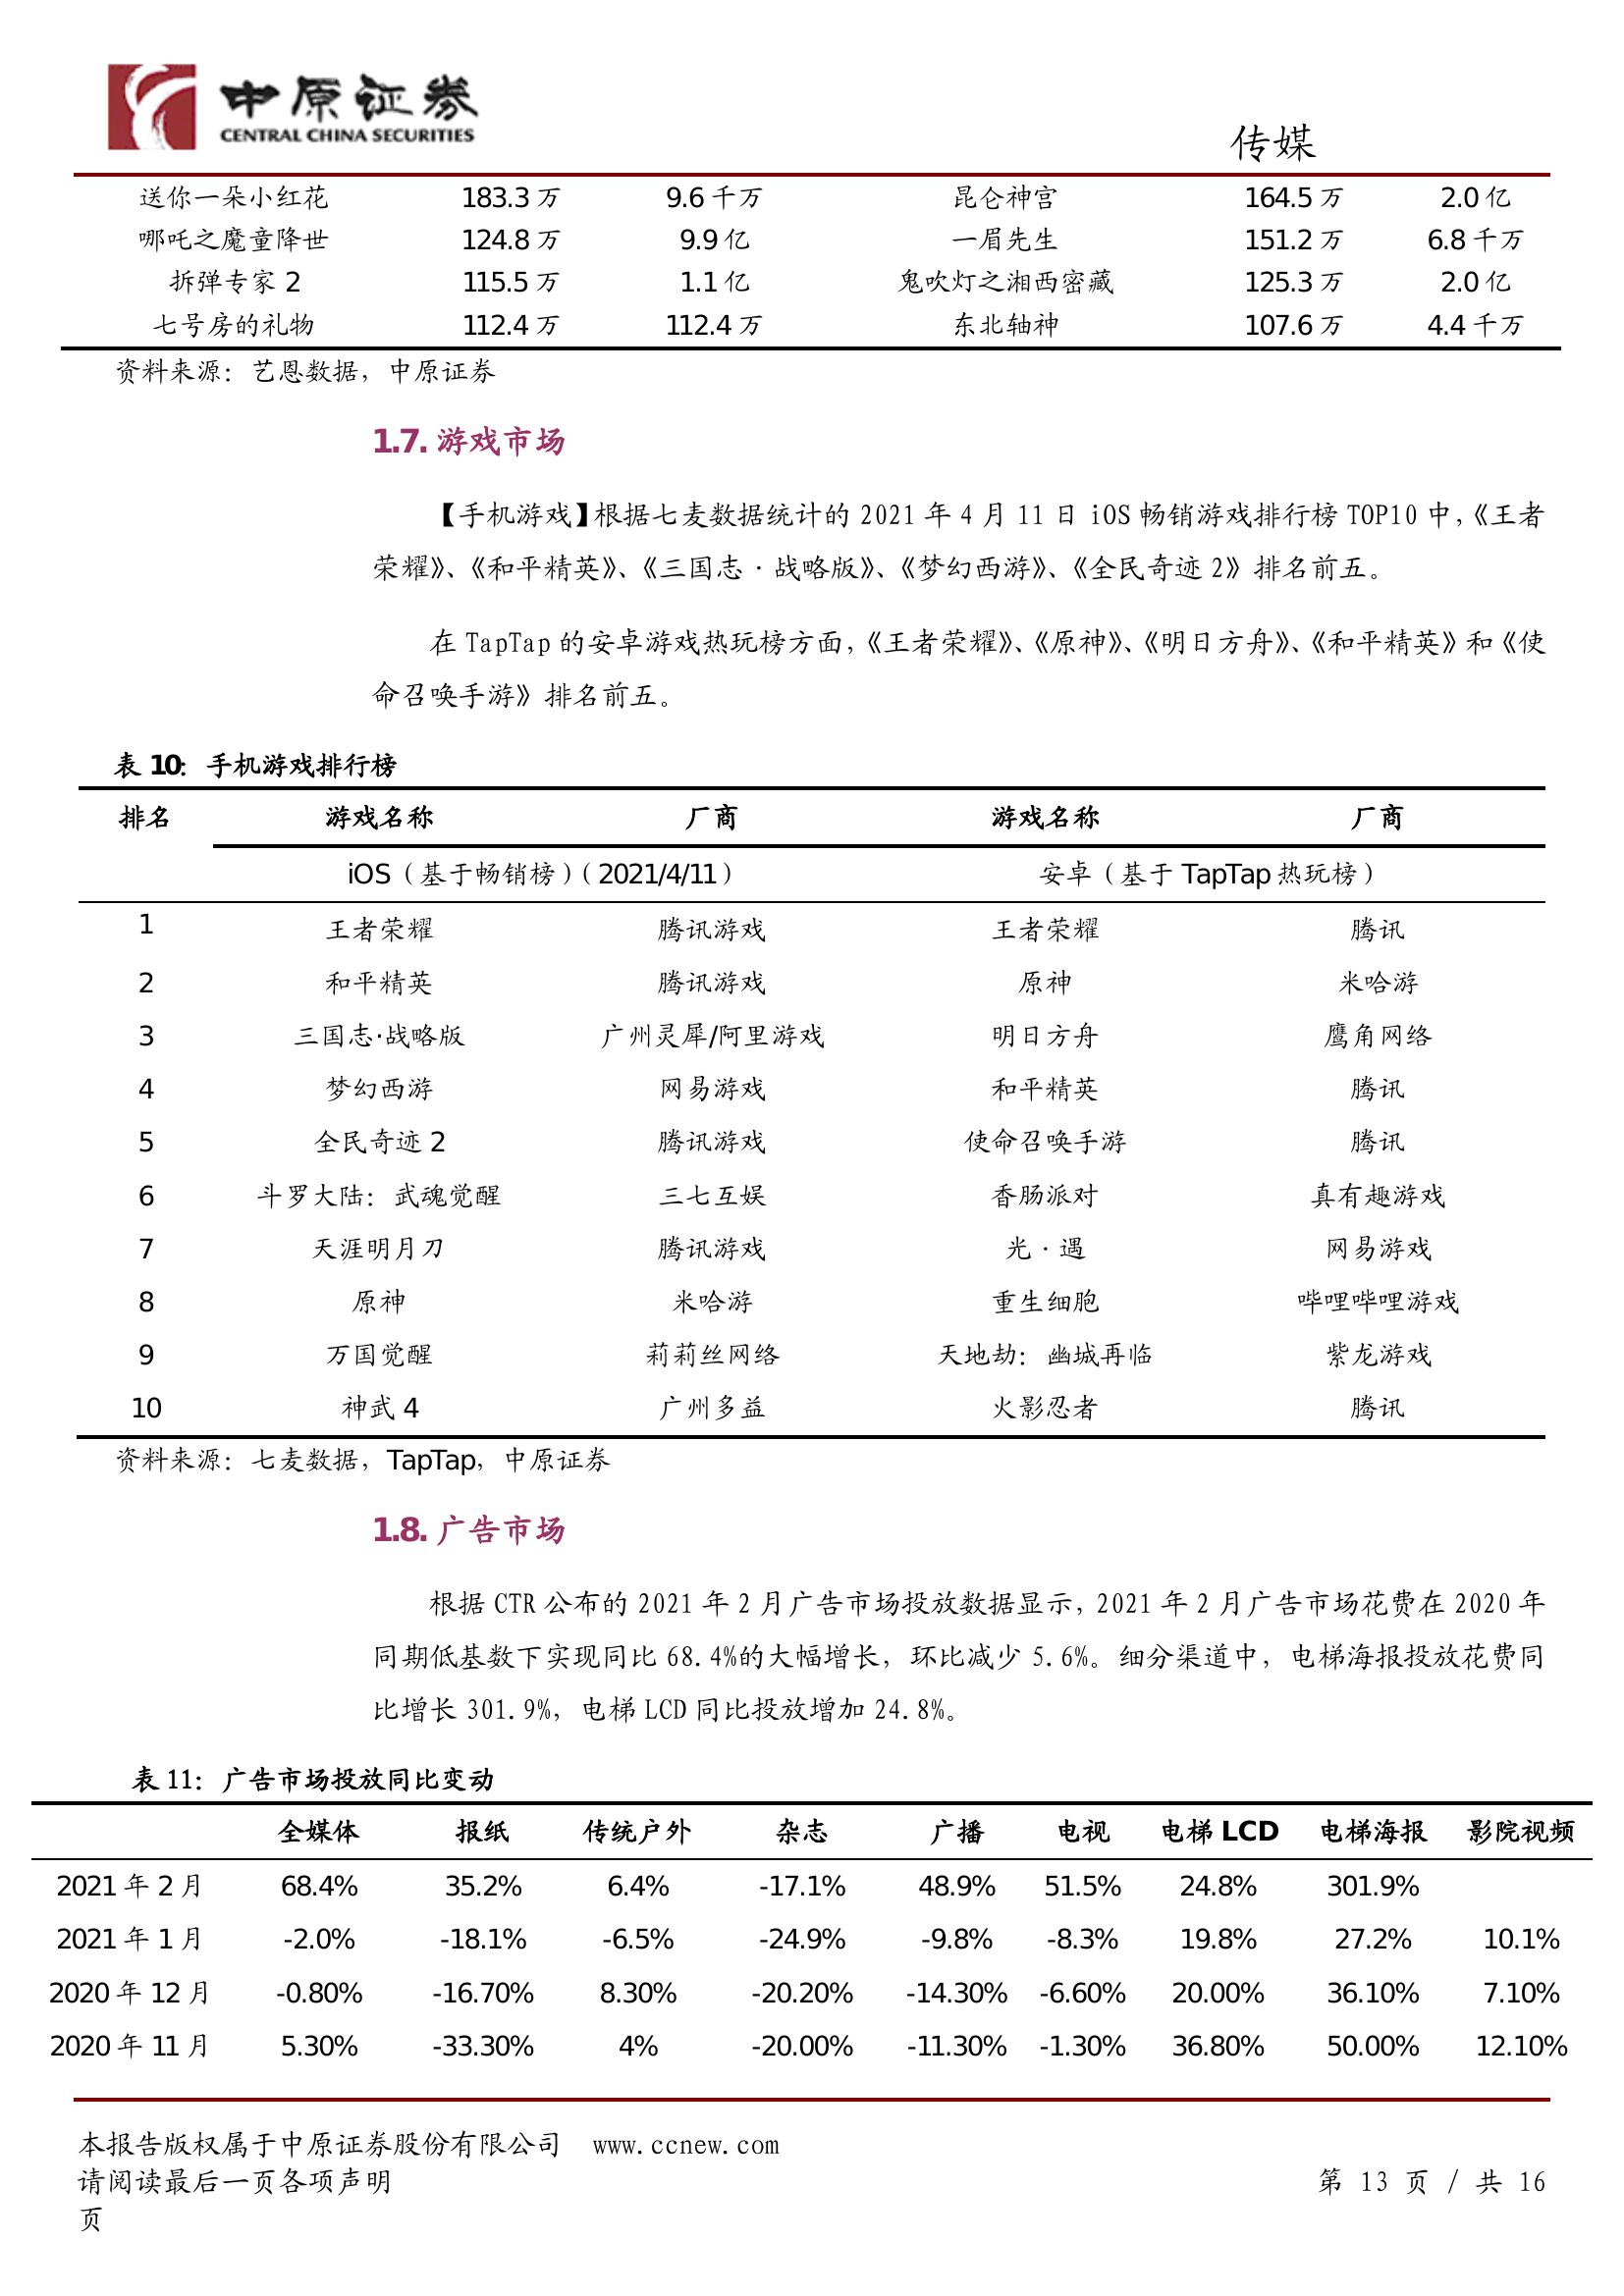 中原证券
CENTRAL CHINA SECURITIES
传媒
送你一朵小红花 183.3 万 9.6 千万 昆仑神宫 164.5 万 2.0 亿
哪吒之魔童降世 124.8 万 9.9 亿 一眉先生 151.2 万 6.8 千万
拆弹专家 2 115.5 万 1.1 亿 鬼吹灯之湘西密藏 125.3 万 2.0 亿
七号房的礼物 112.4 万 112.4 万 东北轴神 107.6 万 4.4 千万
资料来源：艺恩数据，中原证券
1.7. 游戏市场
【手机游戏】根据七麦数据统计的 2021 年 4 月 11 日 iOS 畅销游戏排行榜 TOP10 中，《王者
荣耀》、《和平精英》、《三国志·战略版》、《梦幻西游》、《全民奇迹 2》排名前五。
在 TapTap 的安卓游戏热玩榜方面，《王者荣耀》、《原神》、《明日方舟》、《和平精英》和《使
命召唤手游》排名前五。
表 10：手机游戏排行榜
排名 游戏名称 厂商 游戏名称 厂商
iOS（基于畅销榜）（2021/4/11） 安卓（基于 TapTap 热玩榜）
1 王者荣耀 腾讯游戏 王者荣耀 腾讯
2 和平精英 腾讯游戏 原神 米哈游
3 三国志·战略版 广州灵犀/阿里游戏 明日方舟 鹰角网络
4 梦幻西游 网易游戏 和平精英 腾讯
5 全民奇迹 2 腾讯游戏 使命召唤手游 腾讯
6 斗罗大陆：武魂觉醒 三七互娱 香肠派对 真有趣游戏
7 天涯明月刀 腾讯游戏 光·遇 网易游戏
8 原神 米哈游 重生细胞 哔哩哔哩游戏
9 万国觉醒 莉莉丝网络 天地劫：幽城再临 紫龙游戏
10 神武 4 广州多益 火影忍者 腾讯
资料来源：七麦数据，TapTap，中原证券
1.8. 广告市场
根据 CTR 公布的 2021 年 2 月广告市场投放数据显示，2021 年 2 月广告市场花费在 2020 年
同期低基数下实现同比 68.4%的大幅增长，环比减少 5.6%。细分渠道中，电梯海报投放花费同
比增长 301.9%，电梯 LCD 同比投放增加 24.8%。
表 11：广告市场投放同比变动
全媒体 报纸 传统户外 杂志 广播 电视 电梯 LCD 电梯海报 影院视频
2021 年 2 月 68.4% 35.2% 6.4% -17.1% 48.9% 51.5% 24.8% 301.9%
2021 年 1 月 -2.0% -18.1% -6.5% -24.9% -9.8% -8.3% 19.8% 27.2% 10.1%
2020 年 12 月 -0.80% -16.70% 8.30% -20.20% -14.30% -6.60% 20.00% 36.10% 7.10%
2020 年 11 月 5.30% -33.30% 4% -20.00% -11.30% -1.30% 36.80% 50.00% 12.10%
本报告版权属于中原证券股份有限公司 www.ccnew.com
请阅读最后一页各项声明 第 13 页 / 共 16
页